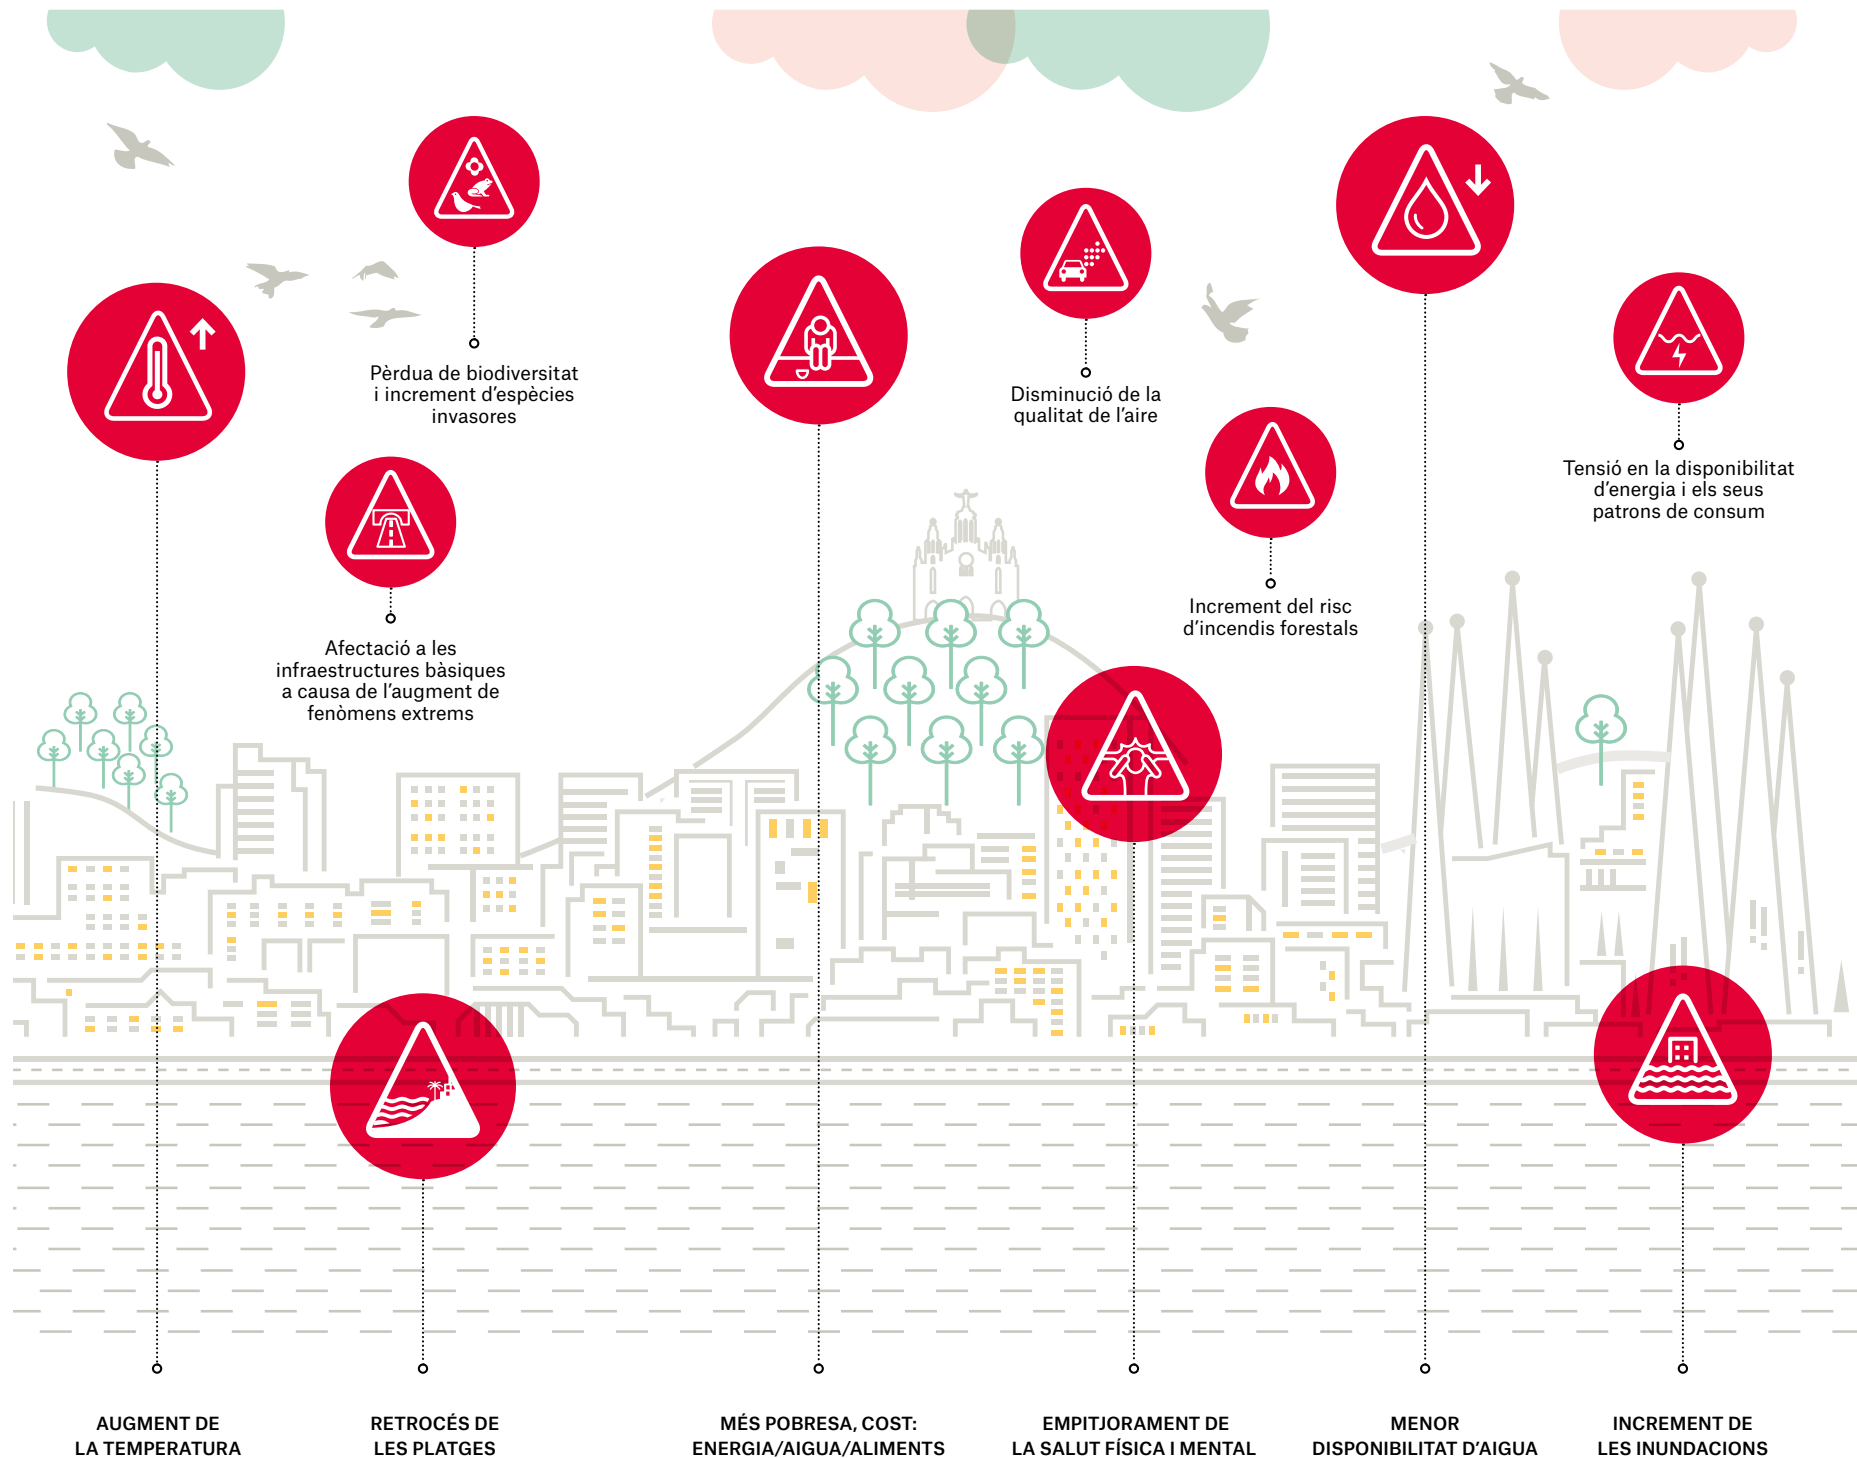 Pèrdua de biodiversitat
i increment d'espècies
invasores
Disminució de la
qualitat de l'aire
Tensió en la disponibilitat
d'energia i els seus
patrons de consum
Increment del risc
d'incendis forestals
Afectació a les
infraestructures bàsiques
a causa de l'augment de
fenòmens extrems
AUGMENT DE
LA TEMPERATURA
RETROCÉS DE
LES PLATGES
MÉS POBRESA, COST:
ENERGIA/AIGUA/ALIMENTS
EMPITJORAMENT DE
LA SALUT FÍSICA I MENTAL
MENOR
DISPONIBILITAT D'AIGUA
INCREMENT DE
LES INUNDACIONS